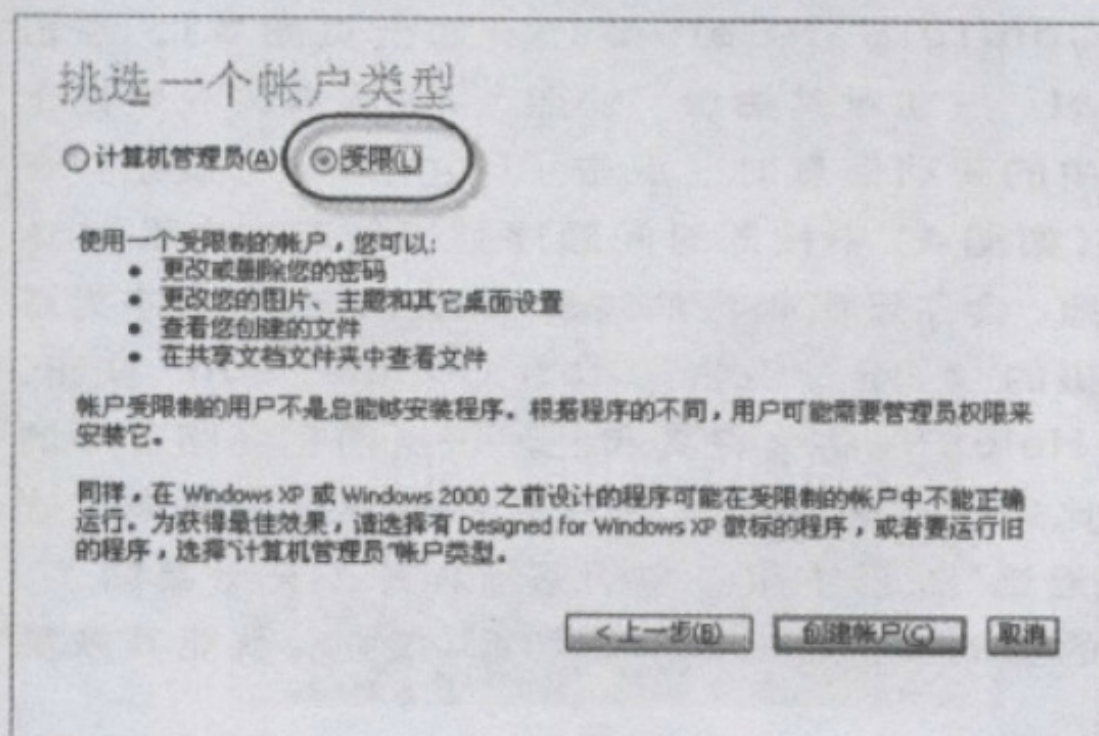 挑选一个帐户类型
计算机管理员(A) 受限(L)
使用一个受限制的帐户，您可以:
• 更改或删除您的密码
• 更改您的图片、主题和其它桌面设置
• 查看您创建的文件
• 在共享文档文件夹中查看文件
帐户受限制的用户不是总能够安装程序。根据程序的不同，用户可能需要管理员权限来
安装它。
同样，在 Windows XP 或 Windows 2000 之前设计的程序可能在受限制的帐户中不能正确
运行。为获得最佳效果，请选择有 Designed for Windows XP 徽标的程序，或者要运行旧
的程序，选择"计算机管理员"帐户类型。
<上一步(B) 创建帐户(C) 取消